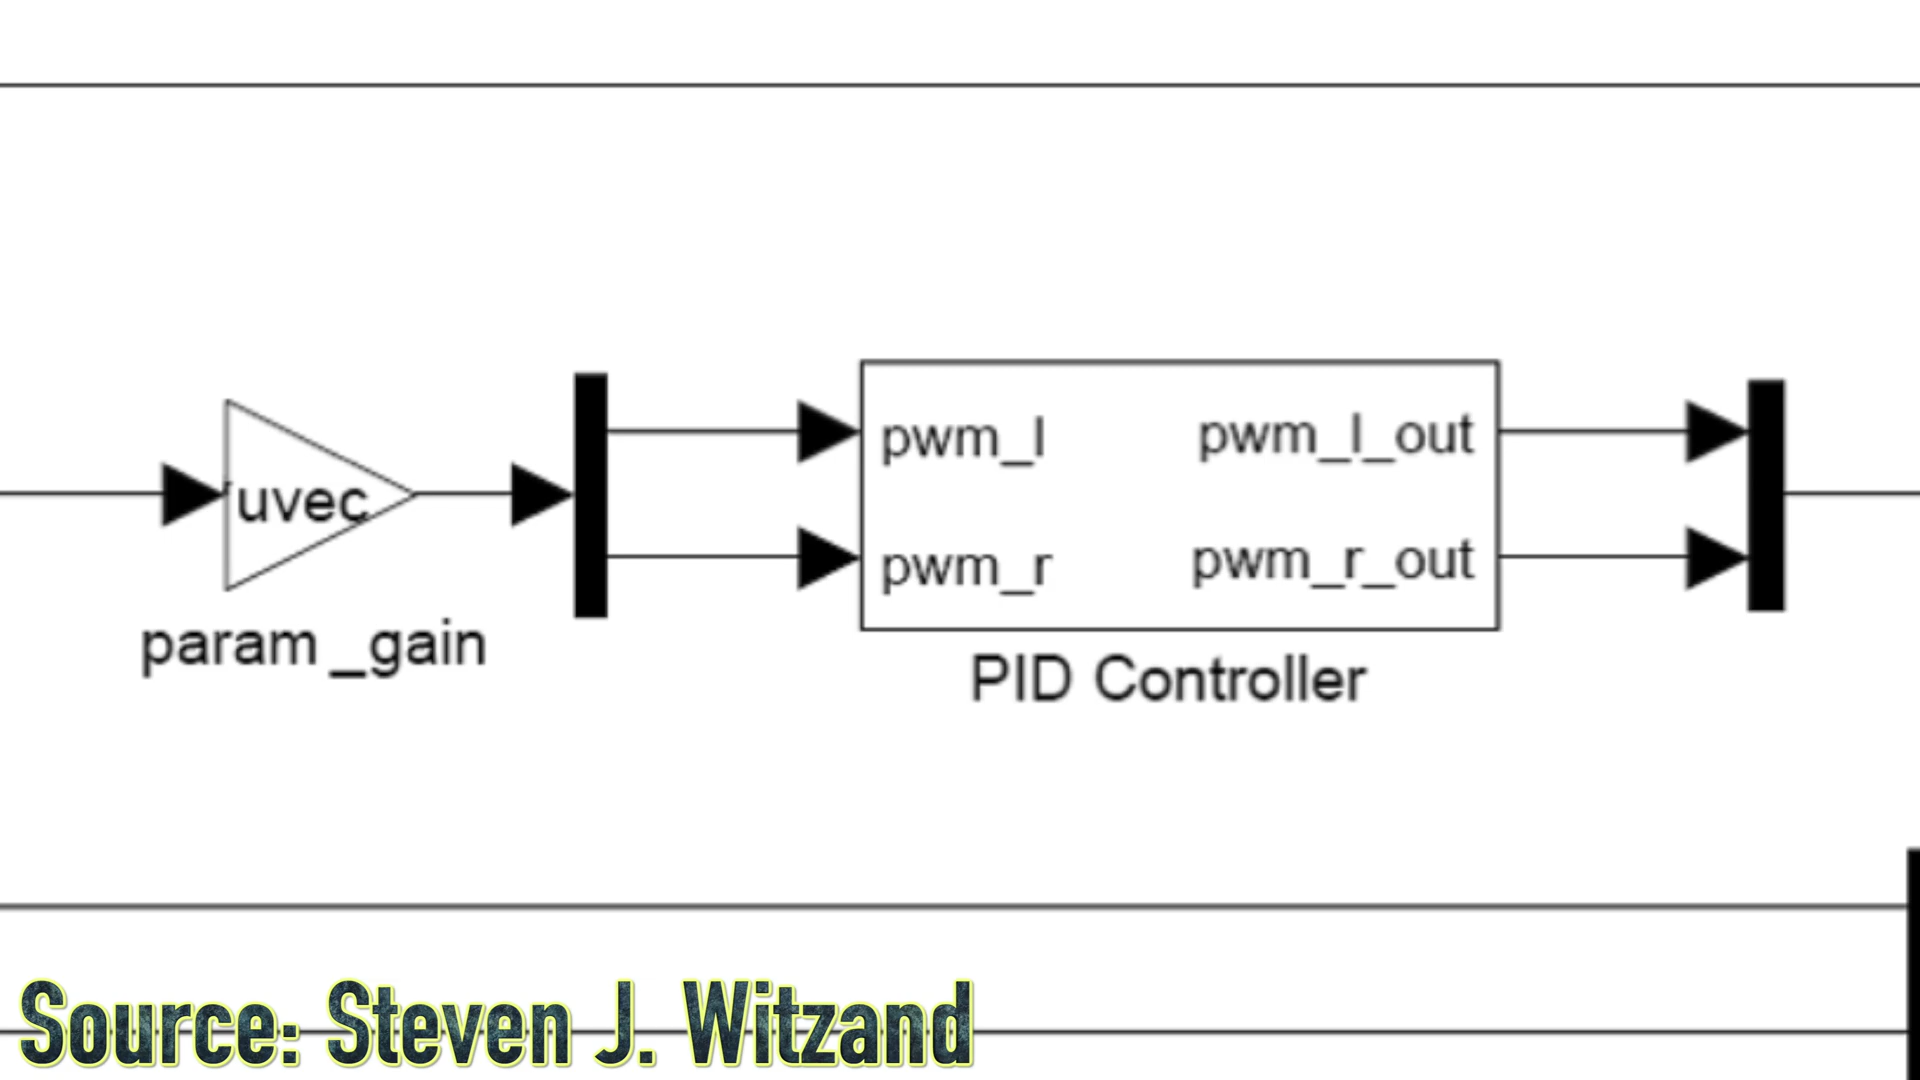 pwm_l
pwm_l_out
uvec
pwm_r
pwm_r_out
param _gain
PID Controller
Source: Steven J. Witzand